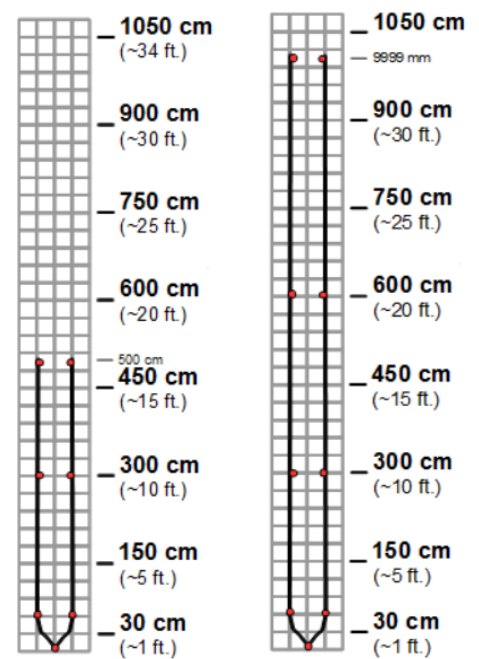 1050 cm
(~34 ft.)
900 cm
(~30 ft.)
750 cm
(~25 ft.)
600 cm
(~20 ft.)
500 cm
450 cm
(~15 ft.)
300 cm
(~10 ft.)
150 cm
(~5 ft.)
30 cm
(~1 ft.)
1050 cm
9999 mm
900 cm
(~30 ft.)
750 cm
(~25 ft.)
600 cm
(~20 ft.)
450 cm
(~15 ft.)
300 cm
(~10 ft.)
150 cm
(~5 ft.)
30 cm
(~1 ft.)